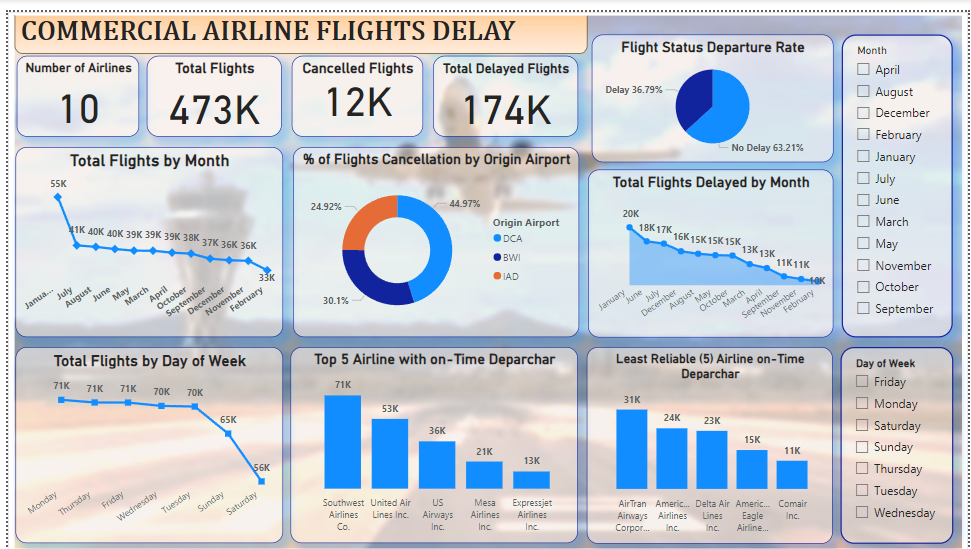 COMMERCIAL AIRLINE FLIGHTS DELAY
Number of Airlines
10
Total Flights
473K
Cancelled Flights
12K
Total Delayed Flights
174K
Flight Status Departure Rate
Delay 36.79%
No Delay 63.21%
Month
April
August
December
February
January
July
June
March
May
November
October
September
Total Flights by Month
55K
41K 40K 40K 39K 39K 39K 38K 37K 36K 36K
33K
Janua... July August June May March April October September December November February
% of Flights Cancellation by Origin Airport
24.92%
44.97%
30.1%
Origin Airport
DCA
BWI
IAD
Total Flights Delayed by Month
20K
18K 17K
16K 15K 15K 15K
13K 13K
11K 11K
10K
January June July December August May October March April September November February
Total Flights by Day of Week
71K 71K 71K 70K 70K
65K
56K
Monday Thursday Friday Wednesday Tuesday Sunday Saturday
Top 5 Airline with on-Time Deparchar
71K
53K
36K
21K
13K
Southwest Airlines Co.
United Air Lines Inc.
US Airways Inc.
Mesa Airlines Inc.
Expressjet Airlines Inc.
Least Reliable (5) Airline on-Time
Deparchar
31K
24K
23K
15K
11K
AirTran Airways Corpor...
Americ... Airlines Inc.
Delta Air Lines Inc.
Americ... Eagle Airline...
Comair Inc.
Day of Week
Friday
Monday
Saturday
Sunday
Thursday
Tuesday
Wednesday